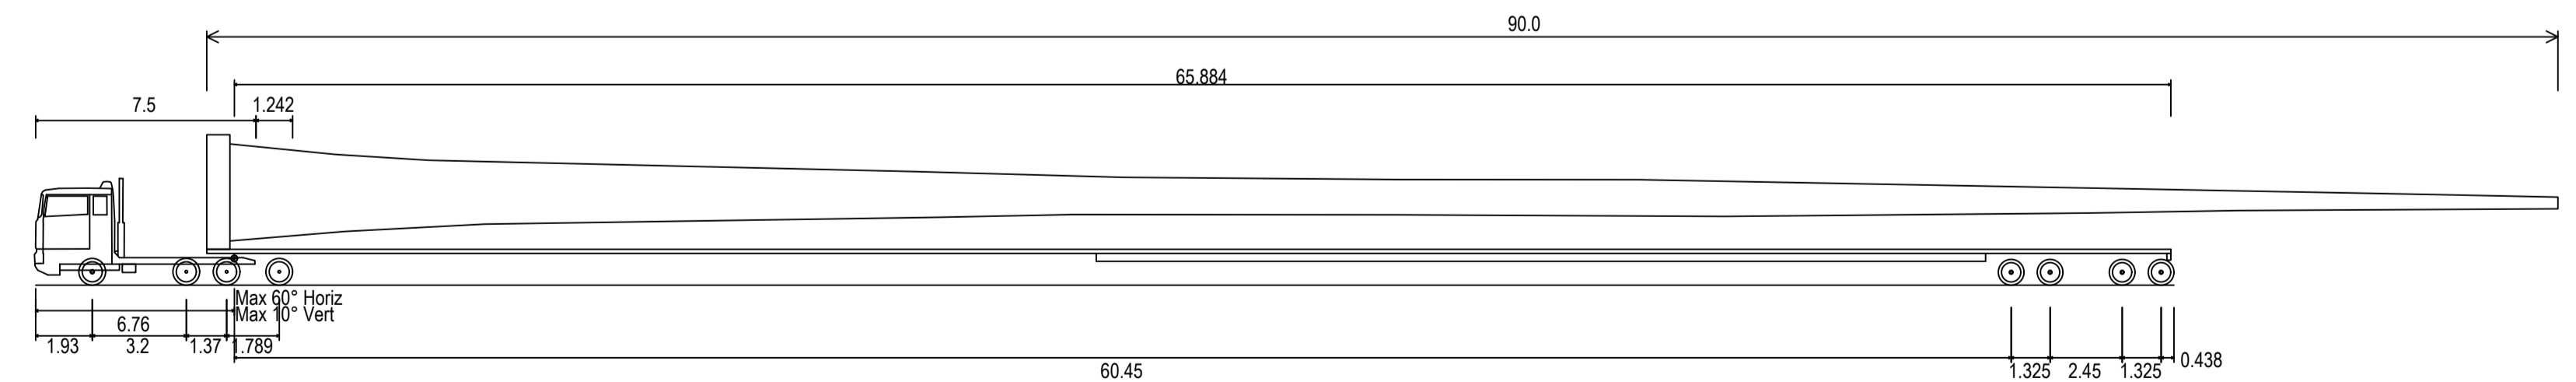 90.0
65.884
7.5 1.242
Max 60° Horiz
Max 10° Vert
6.76
1.93 3.2 1.37 1.789
60.45 1.325 2.45 1.325 0.438